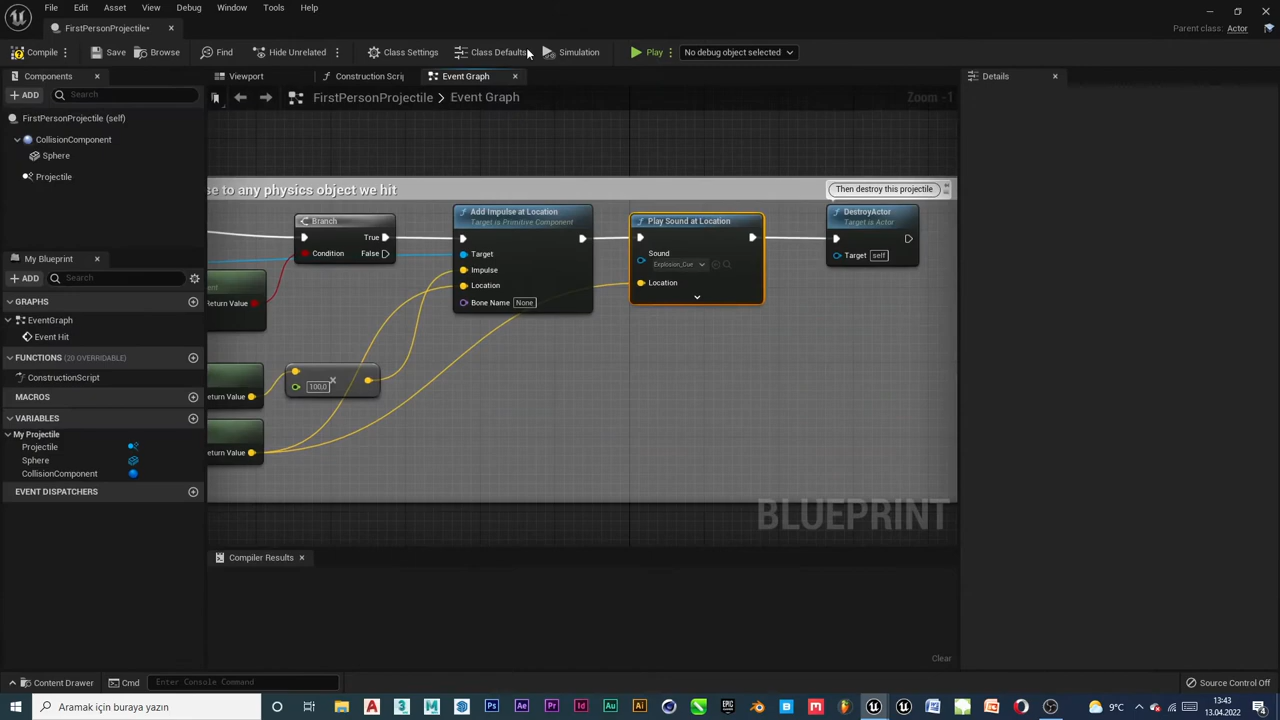 File Edit Asset View Debug Window Tools Help
FirstPersonProjectile*
Parent class: Actor
Compile Save Browse Find Hide Unrelated Class Settings Class Defaults Simulation Play No debug object selected
Components Viewport Construction Scrip Event Graph Details
ADD Search
FirstPersonProjectile > Event Graph Zoom -1
FirstPersonProjectile (self)
CollisionComponent
Sphere
Projectile
se to any physics object we hit
Then destroy this projectile
Branch
True
Condition False
Add Impulse at Location
Target is Primitive Component
Target
Impulse
Location
Bone Name None
Play Sound at Location
Sound
Explosion_Cue
Location
DestroyActor
Target is Actor
Target self
Return Value
100,0
Return Value
Return Value
BLUEPRINT
My Blueprint
ADD Search
GRAPHS
EventGraph
Event Hit
FUNCTIONS (20 OVERRIDABLE)
ConstructionScript
MACROS
VARIABLES
My Projectile
Projectile
Sphere
CollisionComponent
EVENT DISPATCHERS
Compiler Results
Clear
Content Drawer Cmd Enter Console Command Source Control Off
Aramak için buraya yazın
9°C
13:43
13.04.2022